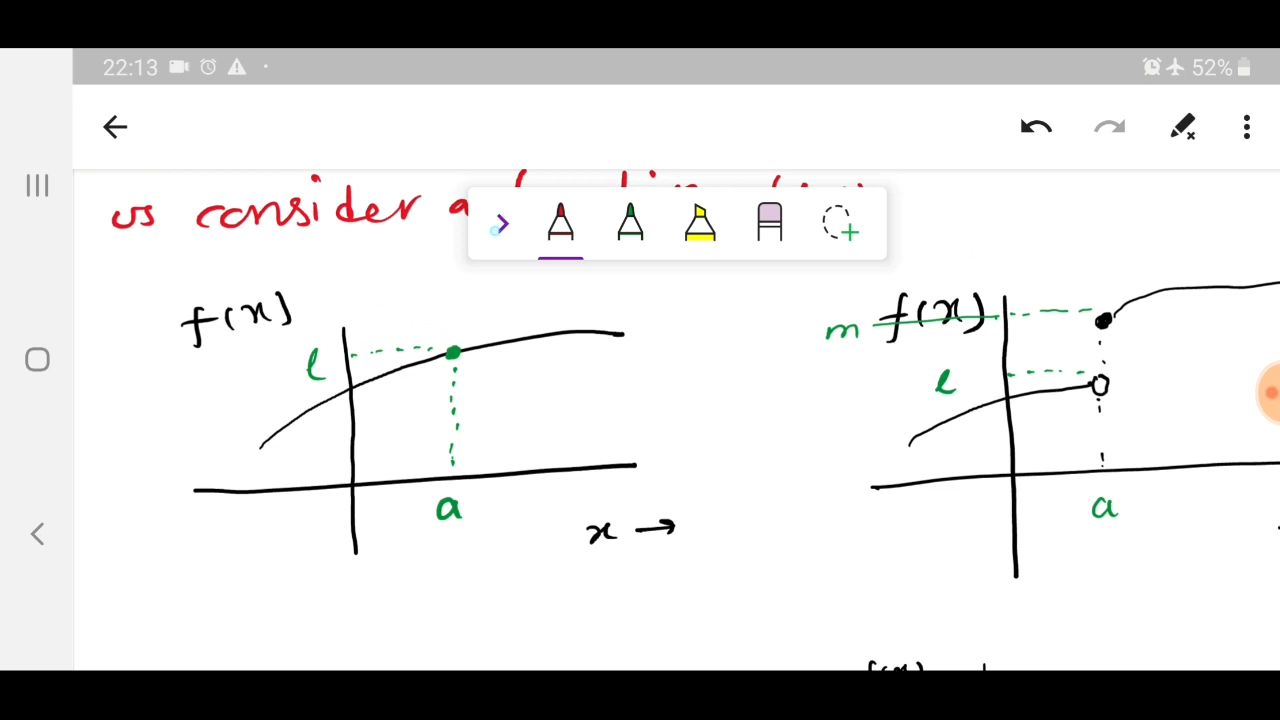 22:13
52%
us consider a
f(x)
l
a
x →
f(x)
m
l
a